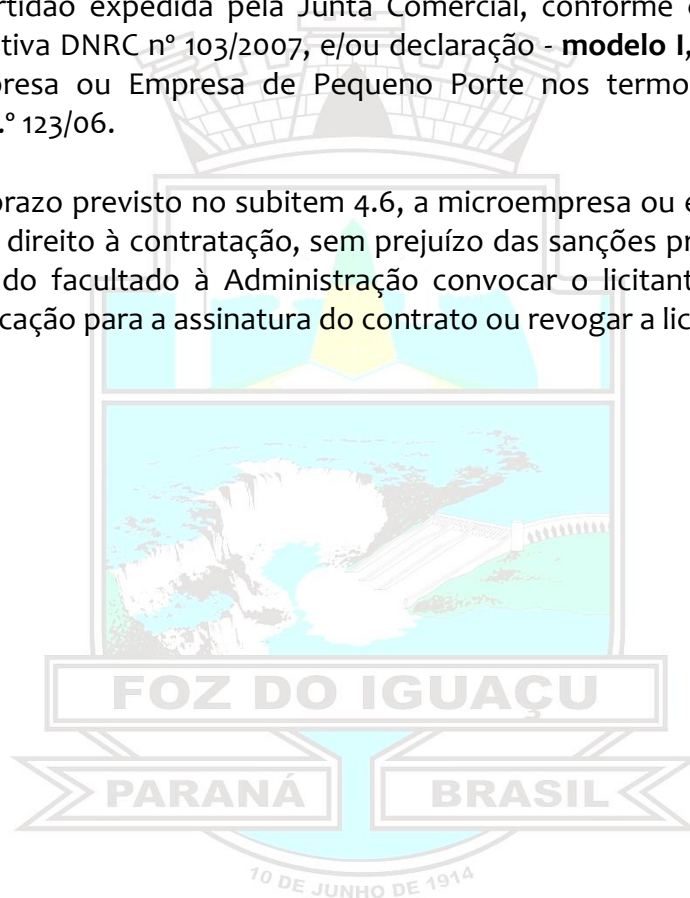 rtidão expedida pela Junta Comercial, conforme
tiva DNRC nº 103/2007, e/ou declaração - modelo I,
presa ou Empresa de Pequeno Porte nos termo
.º 123/06.
prazo previsto no subitem 4.6, a microempresa ou e
direito à contratação, sem prejuízo das sanções pr
do facultado à Administração convocar o licitant
cação para a assinatura do contrato ou revogar a lic
FOZ DO IGUAÇU
PARANÁ BRASIL
10 DE JUNHO DE 1914